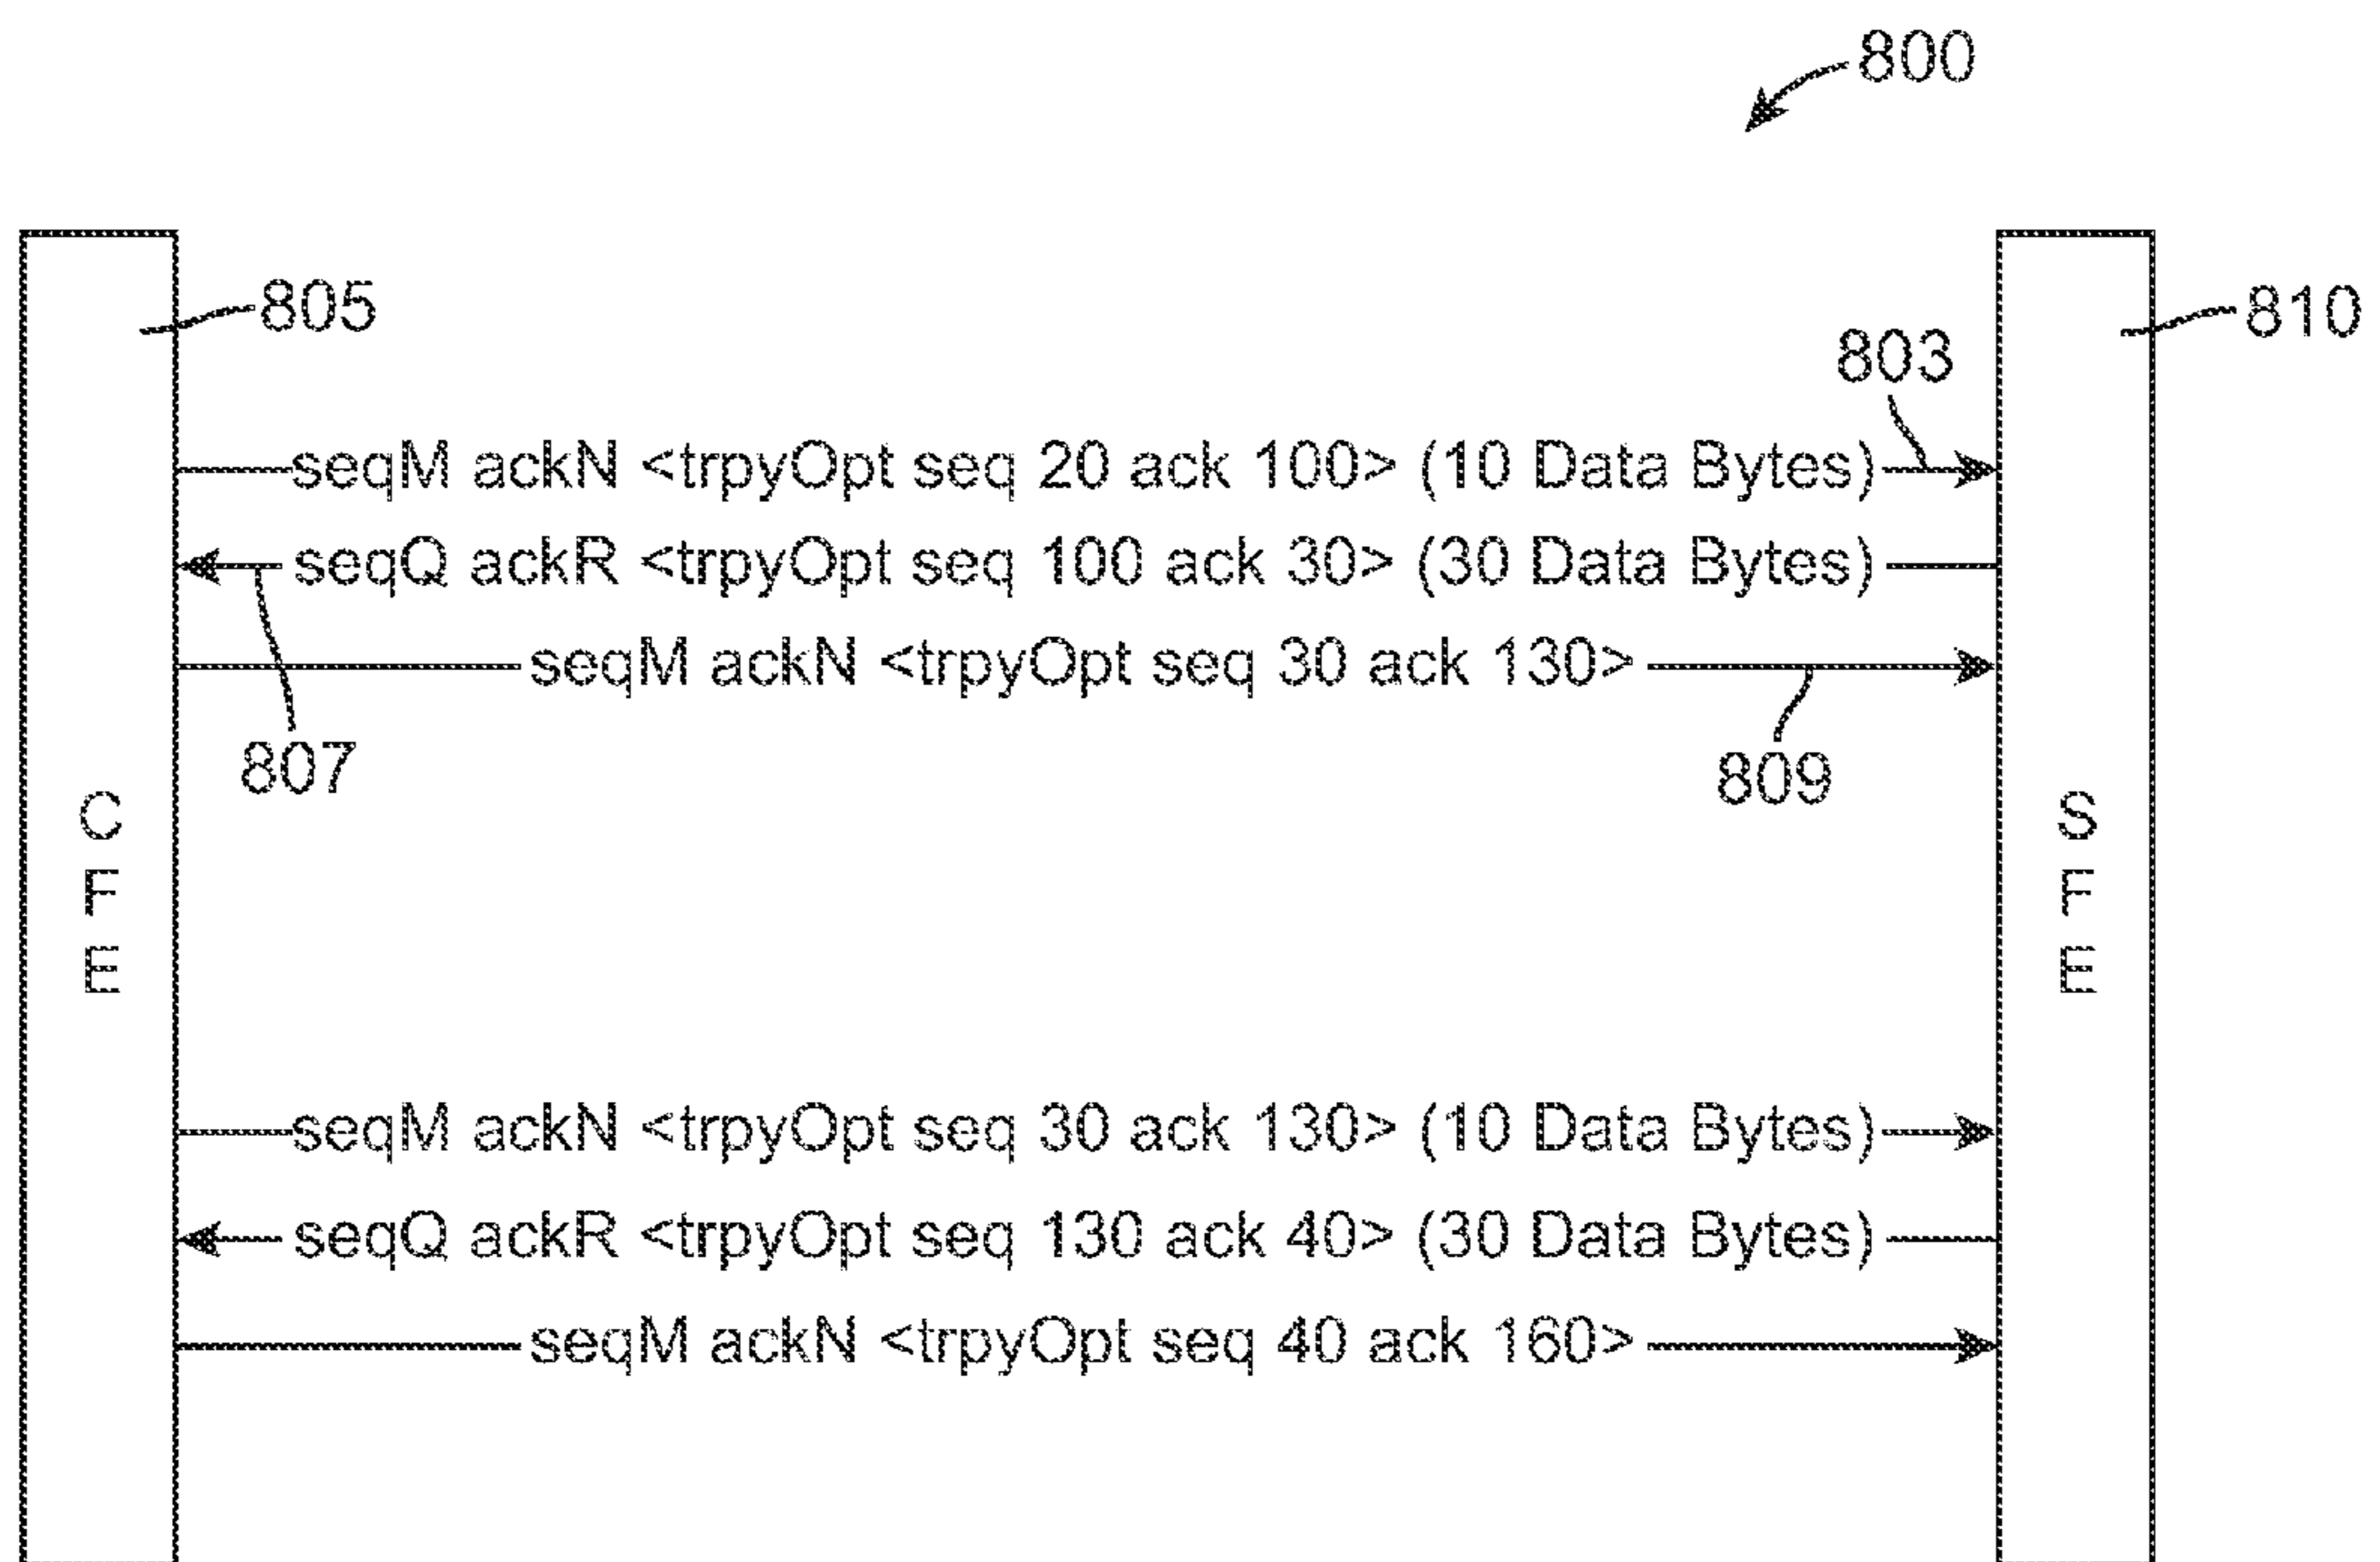 800
805
810
803
seqM ackN <trpyOpt seq 20 ack 100> (10 Data Bytes)
seqQ ackR <trpyOpt seq 100 ack 30> (30 Data Bytes)
seqM ackN <trpyOpt seq 30 ack 130>
807
809
C
F
E
S
F
E
seqM ackN <trpyOpt seq 30 ack 130> (10 Data Bytes)
seqQ ackR <trpyOpt seq 130 ack 40> (30 Data Bytes)
seqM ackN <trpyOpt seq 40 ack 160>